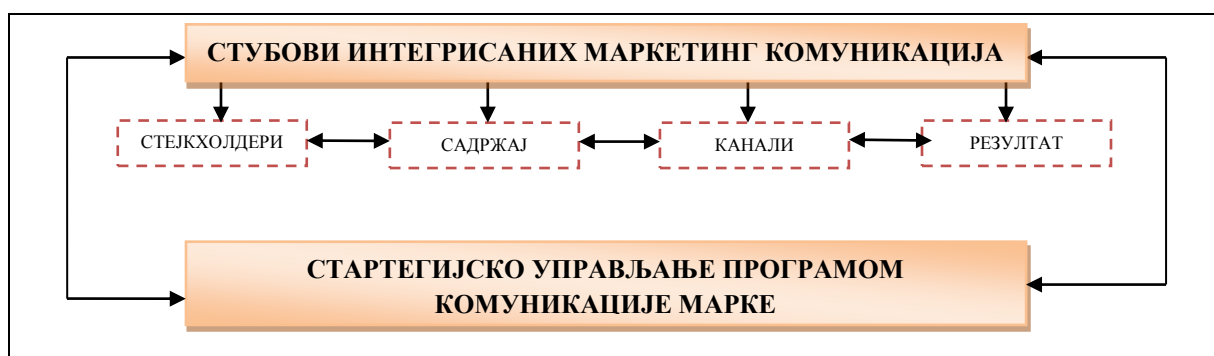 СТУБОВИ ИНТЕГРИСАНИХ МАРКЕТИНГ КОМУНИКАЦИЈА
СТЕЈКХОЛДЕРИ
САДРЖАЈ
КАНАЛИ
РЕЗУЛТАТ
СТАРТЕГИЈСКО УПРАВЉАЊЕ ПРОГРАМОМ
КОМУНИКАЦИЈЕ МАРКЕ